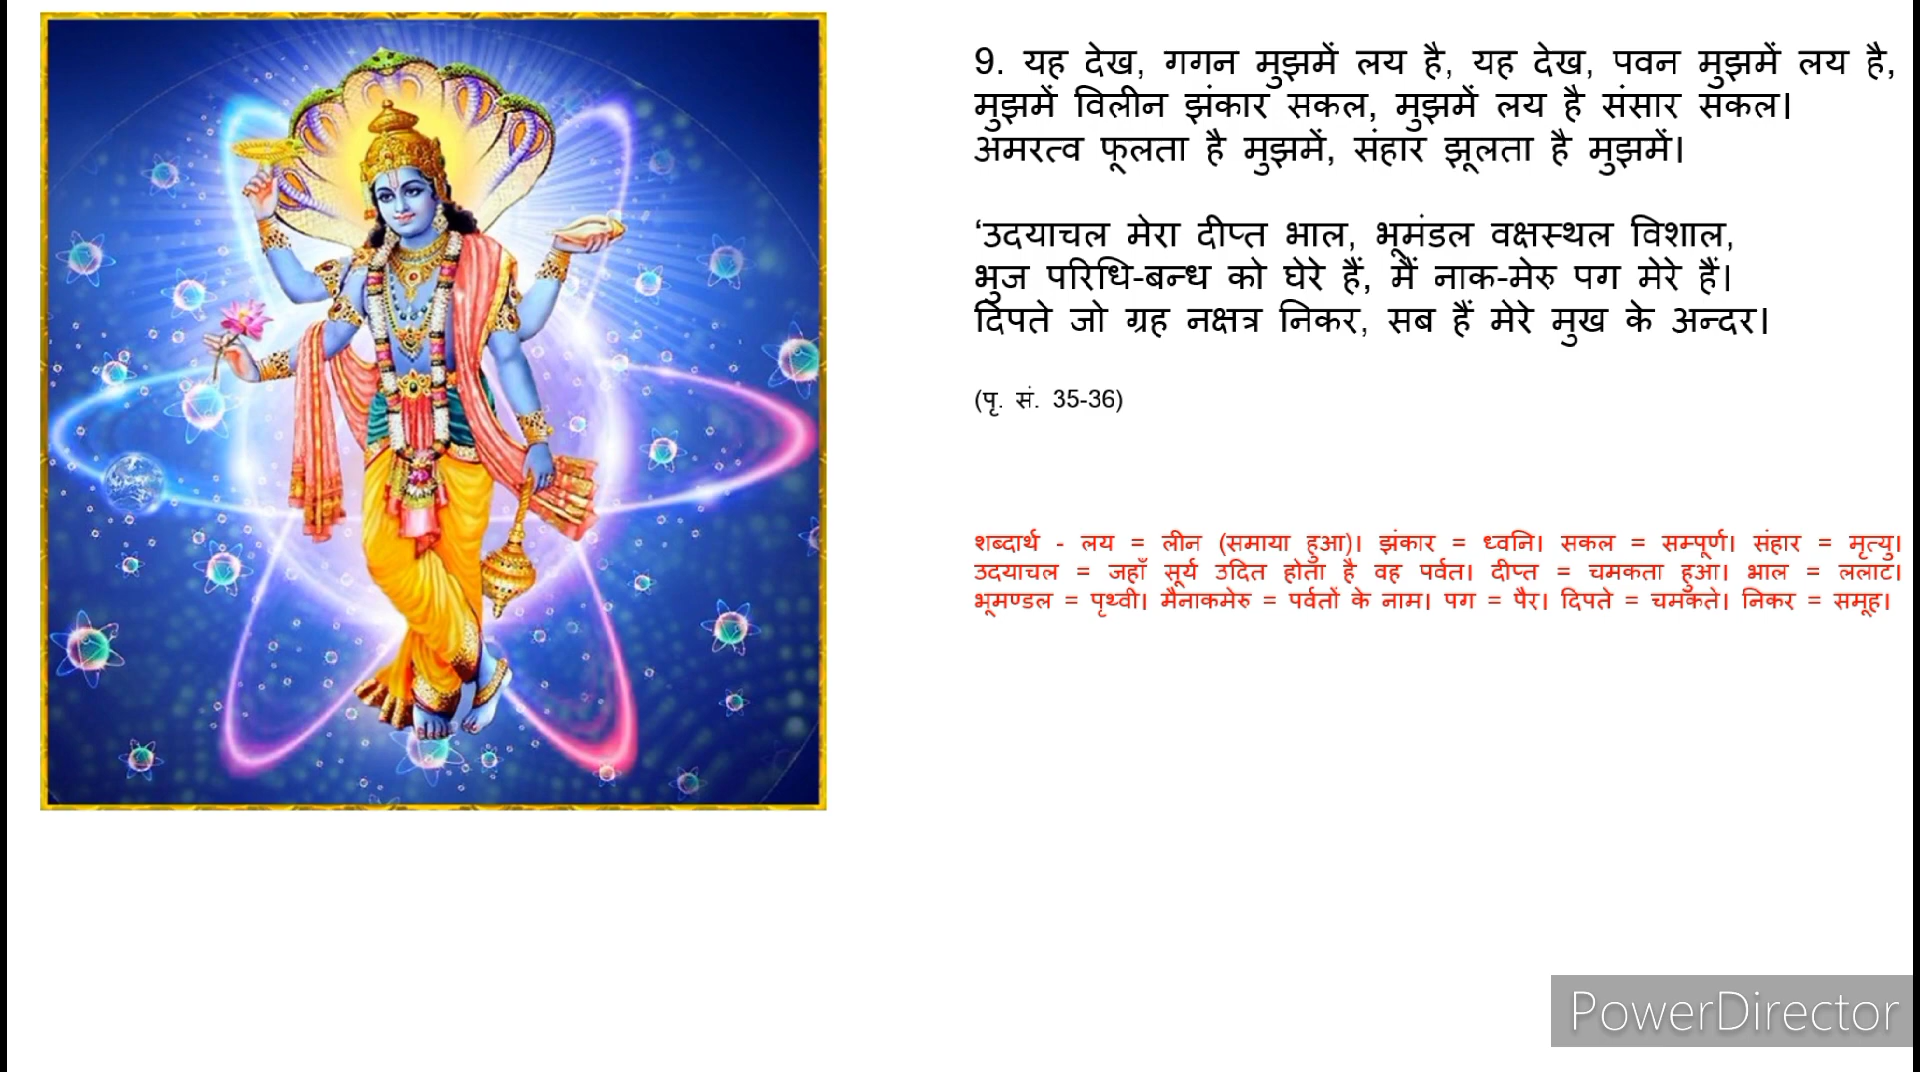 9. यह देख, गगन मुझमें लय है, यह देख, पवन मुझमें लय है,
मुझमें विलीन झंकार सकल, मुझमें लय है संसार सकल।
अमरत्व फूलता है मुझमें, संहार झूलता है मुझमें।
‘उदयाचल मेरा दीप्त भाल, भूमंडल वक्षस्थल विशाल,
भुज परिधि-बन्ध को घेरे हैं, मैं नाक-मेरु पग मेरे हैं।
दिपते जो ग्रह नक्षत्र निकर, सब हैं मेरे मुख के अन्दर।
(पृ. सं. 35-36)
शब्दार्थ - लय = लीन (समाया हुआ)। झंकार = ध्वनि। सकल = सम्पूर्ण। संहार = मृत्यु।
उदयाचल = जहाँ सूर्य उदित होता है वह पर्वत। दीप्त = चमकता हुआ। भाल = ललाट।
भूमण्डल = पृथ्वी। मैनाकमेरु = पर्वतों के नाम। पग = पैर। दिपते = चमकते। निकर = समूह।
PowerDirector